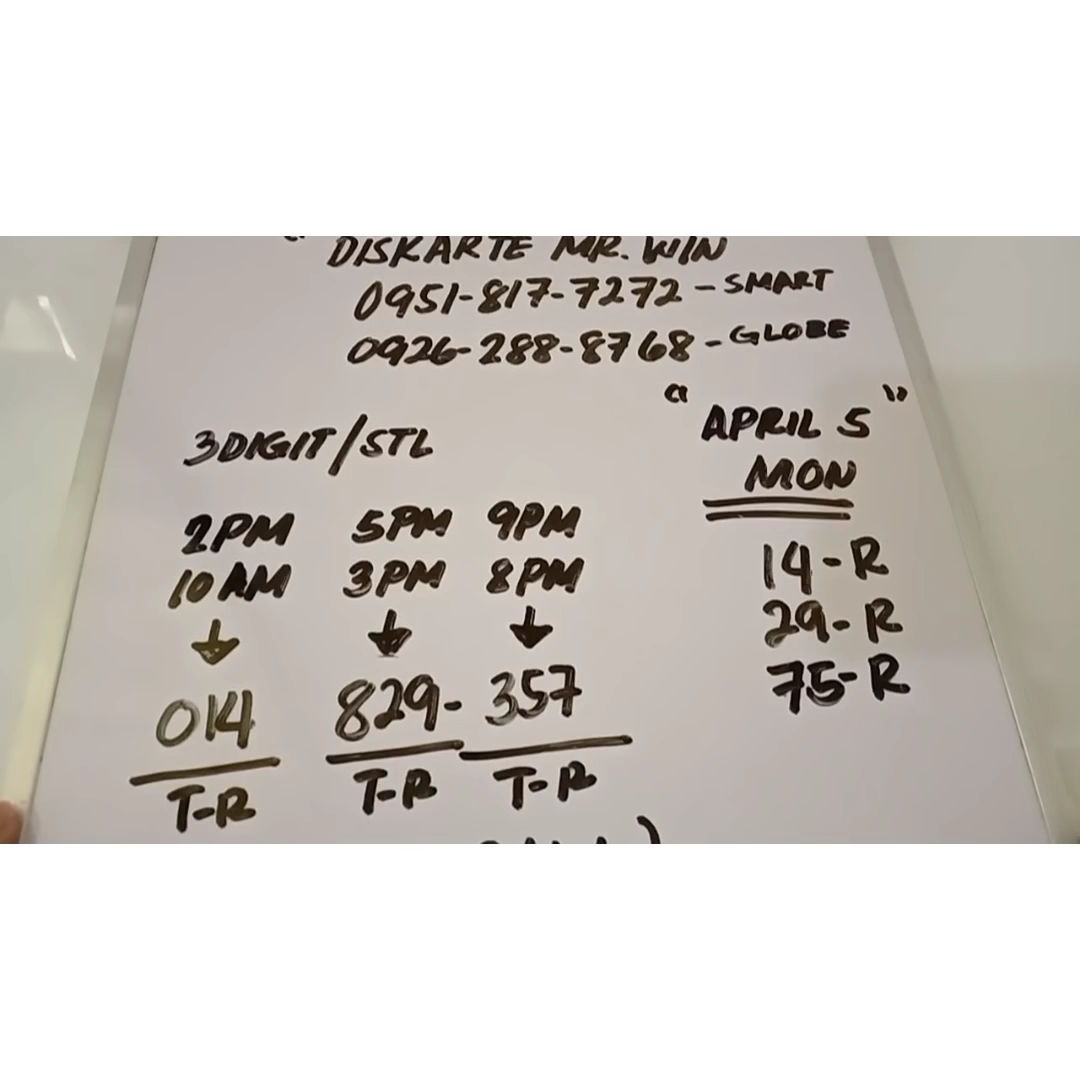 "
DISKARTE MR. WIN
0951-817-7272 - SMART
0926-288-8768 - GLOBE
" APRIL 5 "
MON
3DIGIT/STL
2PM 5PM 9PM
10AM 3PM 8PM
014 829- 357
T-R T-R T-R
14-R
29-R
75-R